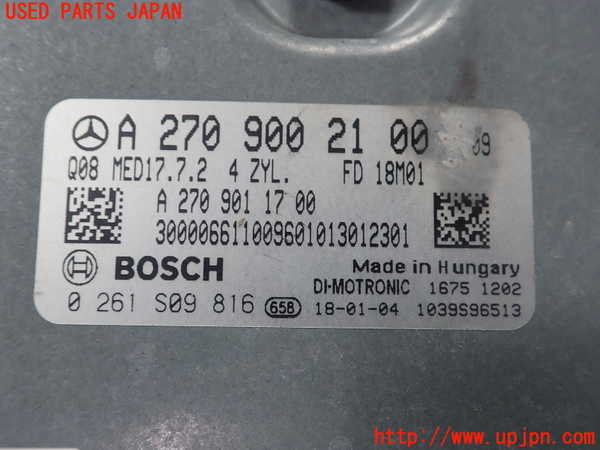 USED PARTS JAPAN
A 270 900 21 00 09
Q08 MED17.7.2 4 ZYL. FD 18M01
A 270 901 17 00
300006611009601013012301
BOSCH
Made in Hungary
DI-MOTRONIC 1675 1202
0 261 S09 816 658 18-01-04 1039S96513
http://www.upjpn.com/